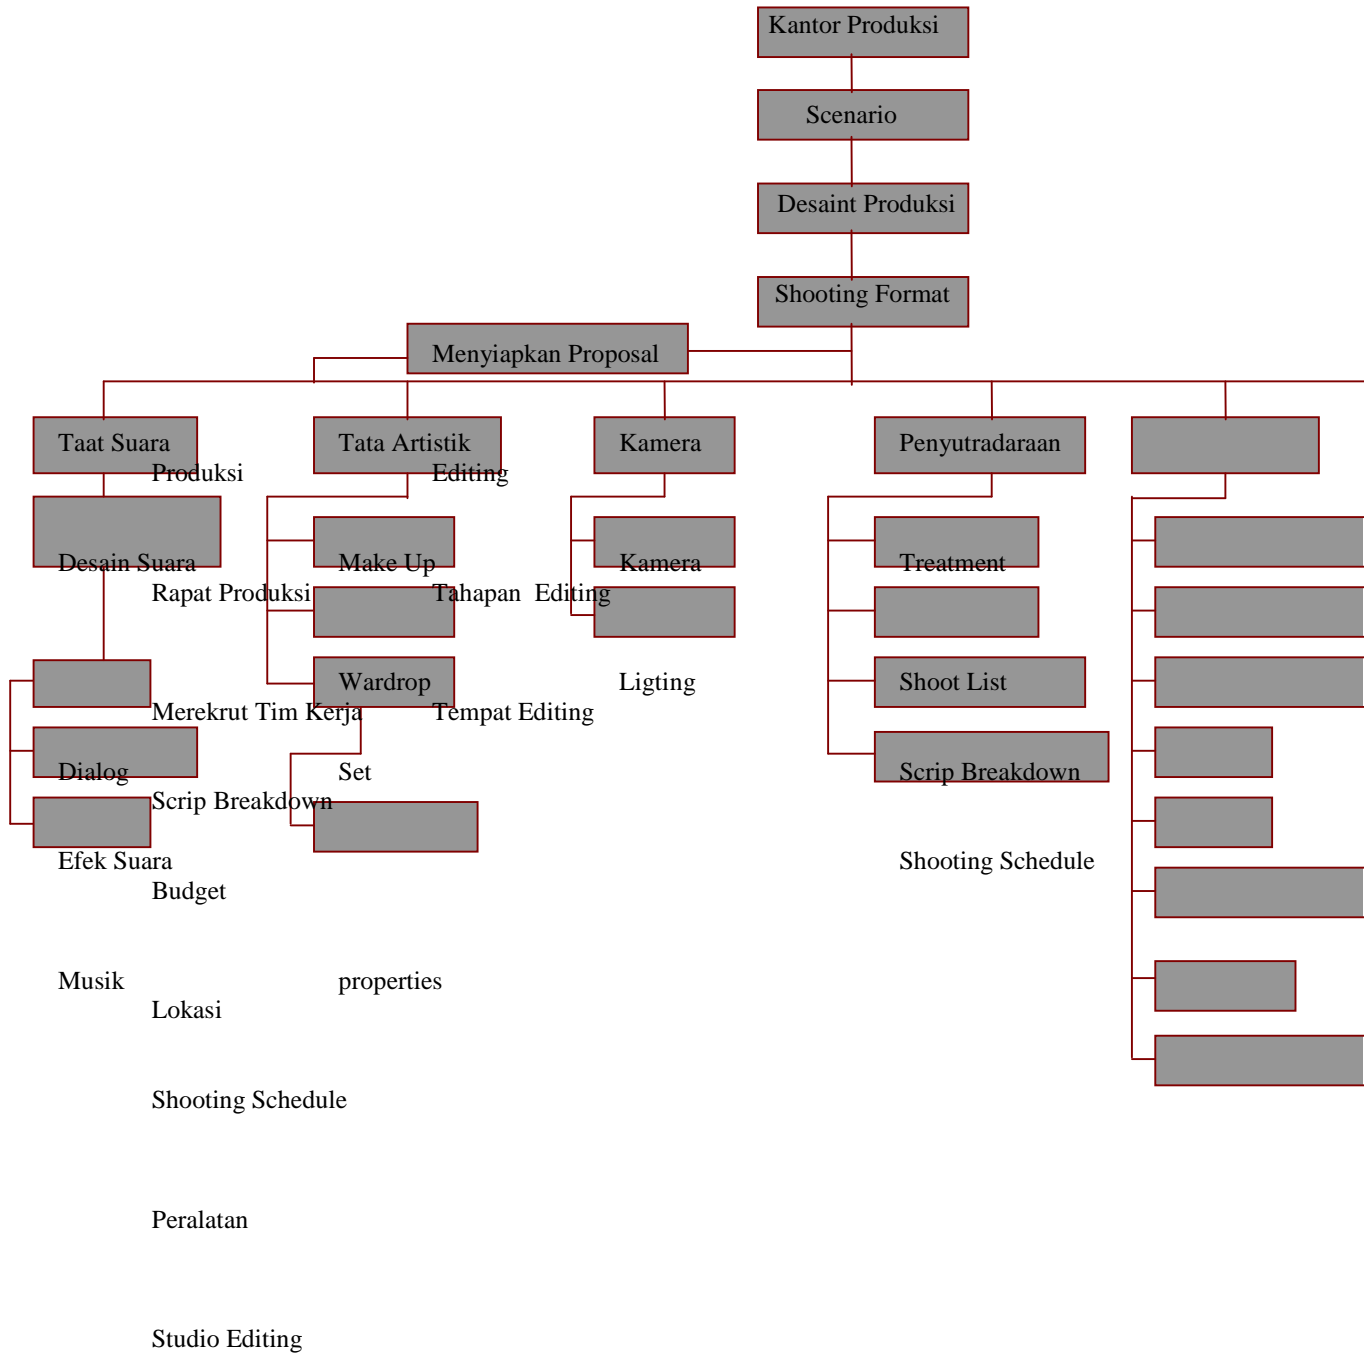 Kantor Produksi
Scenario
Desaint Produksi
Shooting Format
Menyiapkan Proposal
Taat Suara
Tata Artistik
Kamera
Penyutradaraan
Produksi
Editing
Desain Suara
Make Up
Kamera
Treatment
Rapat Produksi
Tahapan  Editing
Wardrop
Ligting
Shoot List
Merekrut Tim Kerja
Tempat Editing
Dialog
Set
Scrip Breakdown
Scrip Breakdown
Efek Suara
Shooting Schedule
Budget
Musik
properties
Lokasi
Shooting Schedule
Peralatan
Studio Editing